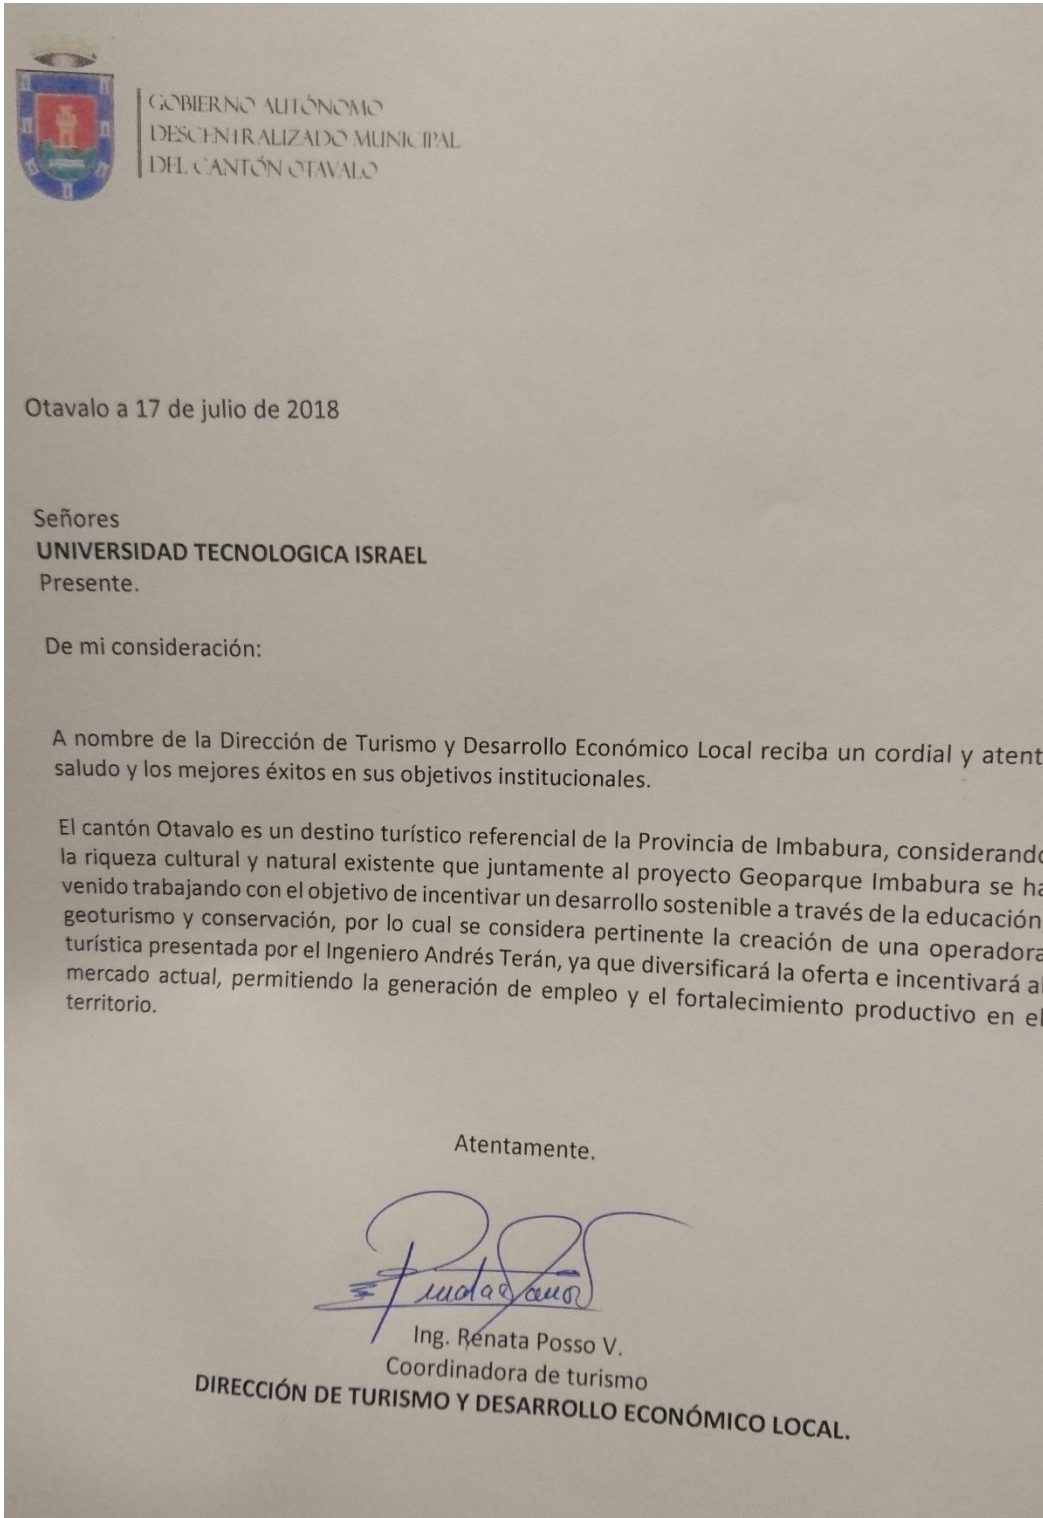 GOBIERNO AUTÓNOMO
DESCENTRALIZADO MUNICIPAL
DEL CANTÓN OTAVALO
Otavalo a 17 de julio de 2018
Señores
UNIVERSIDAD TECNOLOGICA ISRAEL
Presente.
De mi consideración:
A nombre de la Dirección de Turismo y Desarrollo Económico Local reciba un cordial y atent
saludo y los mejores éxitos en sus objetivos institucionales.
El cantón Otavalo es un destino turístico referencial de la Provincia de Imbabura, considerando
la riqueza cultural y natural existente que juntamente al proyecto Geoparque Imbabura se ha
venido trabajando con el objetivo de incentivar un desarrollo sostenible a través de la educación,
geoturismo y conservación, por lo cual se considera pertinente la creación de una operadora
turística presentada por el Ingeniero Andrés Terán, ya que diversificará la oferta e incentivará al
mercado actual, permitiendo la generación de empleo y el fortalecimiento productivo en el
territorio.
Atentamente.
Ing. Renata Posso V.
Coordinadora de turismo
DIRECCIÓN DE TURISMO Y DESARROLLO ECONÓMICO LOCAL.